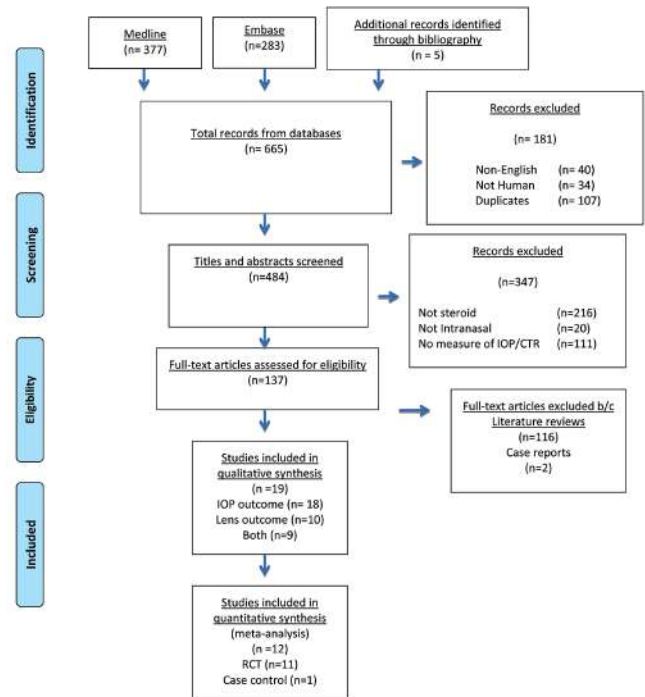 Identification
Medline
(n= 377)
Embase
(n=283)
Additional records identified
through bibliography
(n = 5)
Total records from databases
(n= 665)
Records excluded
(n= 181)
Non-English (n= 40)
Not Human (n= 34)
Duplicates (n= 107)
Screening
Titles and abstracts screened
(n=484)
Records excluded
(n=347)
Not steroid (n=216)
Not Intranasal (n=20)
No measure of IOP/CTR (n=111)
Eligibility
Full-text articles assessed for eligibility
(n=137)
Full-text articles excluded b/c
Literature reviews
(n=116)
Case reports
(n=2)
Studies included in
qualitative synthesis
(n =19)
IOP outcome (n= 18)
Lens outcome (n=10)
Both (n=9)
Included
Studies included in
quantitative synthesis
(meta-analysis)
(n =12)
RCT (n=11)
Case control (n=1)